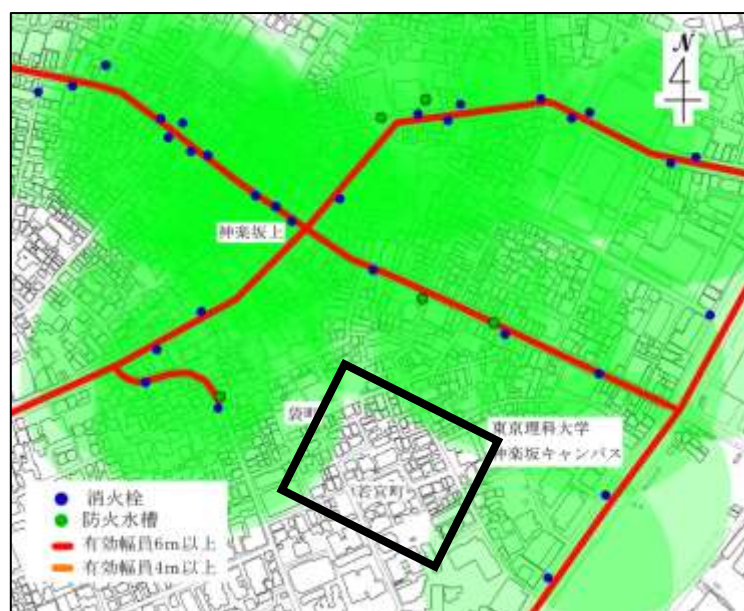 N
神楽坂上
袋町
東京理科大学
神楽坂キャンパス
若宮町
消火栓
防火水槽
有効幅員6m以上
有効幅員4m以上